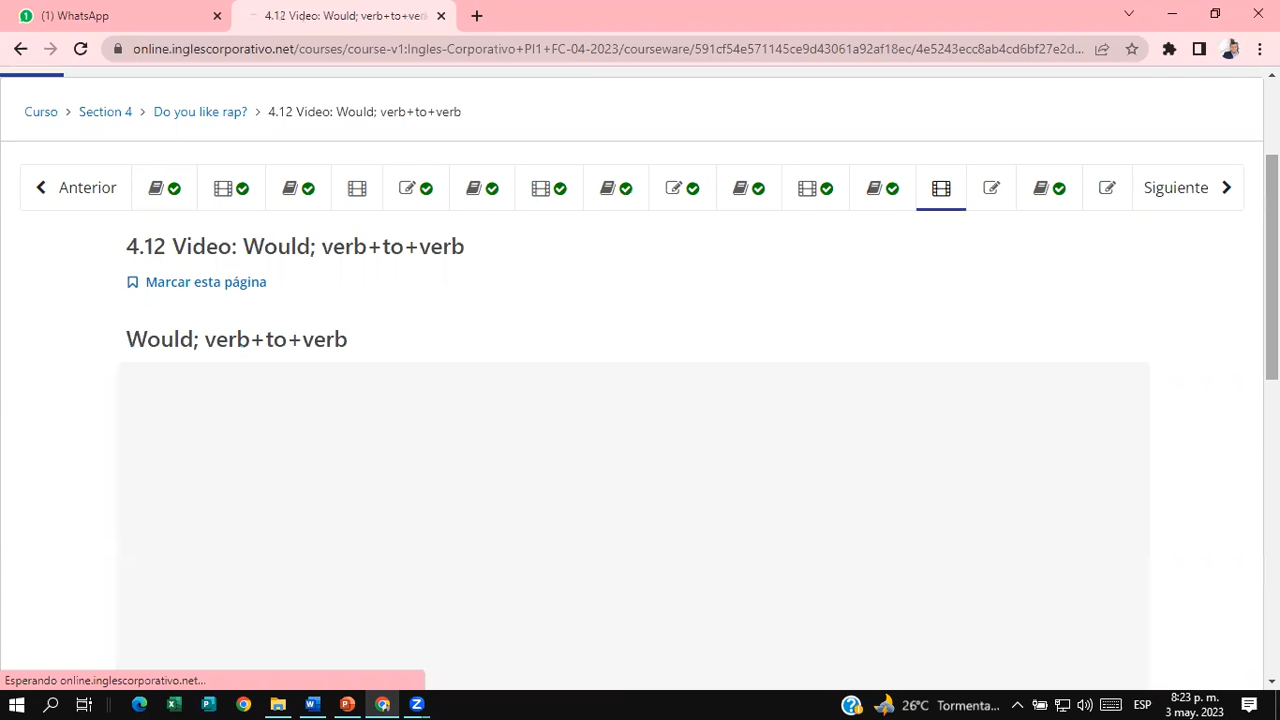 (1) WhatsApp
4.12 Video: Would; verb+to+ver
online.inglescorporativo.net/courses/course-v1:Ingles-Corporativo+PI1+FC-04-2023/courseware/591cf54e571145ce9d43061a92af18ec/4e5243ecc8ab4cd6bf27e2d...
Curso > Section 4 > Do you like rap? > 4.12 Video: Would; verb+to+verb
Anterior
Siguiente
4.12 Video: Would; verb+to+verb
Marcar esta página
Would; verb+to+verb
Esperando online.inglescorporativo.net...
26°C Tormenta...
ESP
8:23 p. m.
3 may. 2023